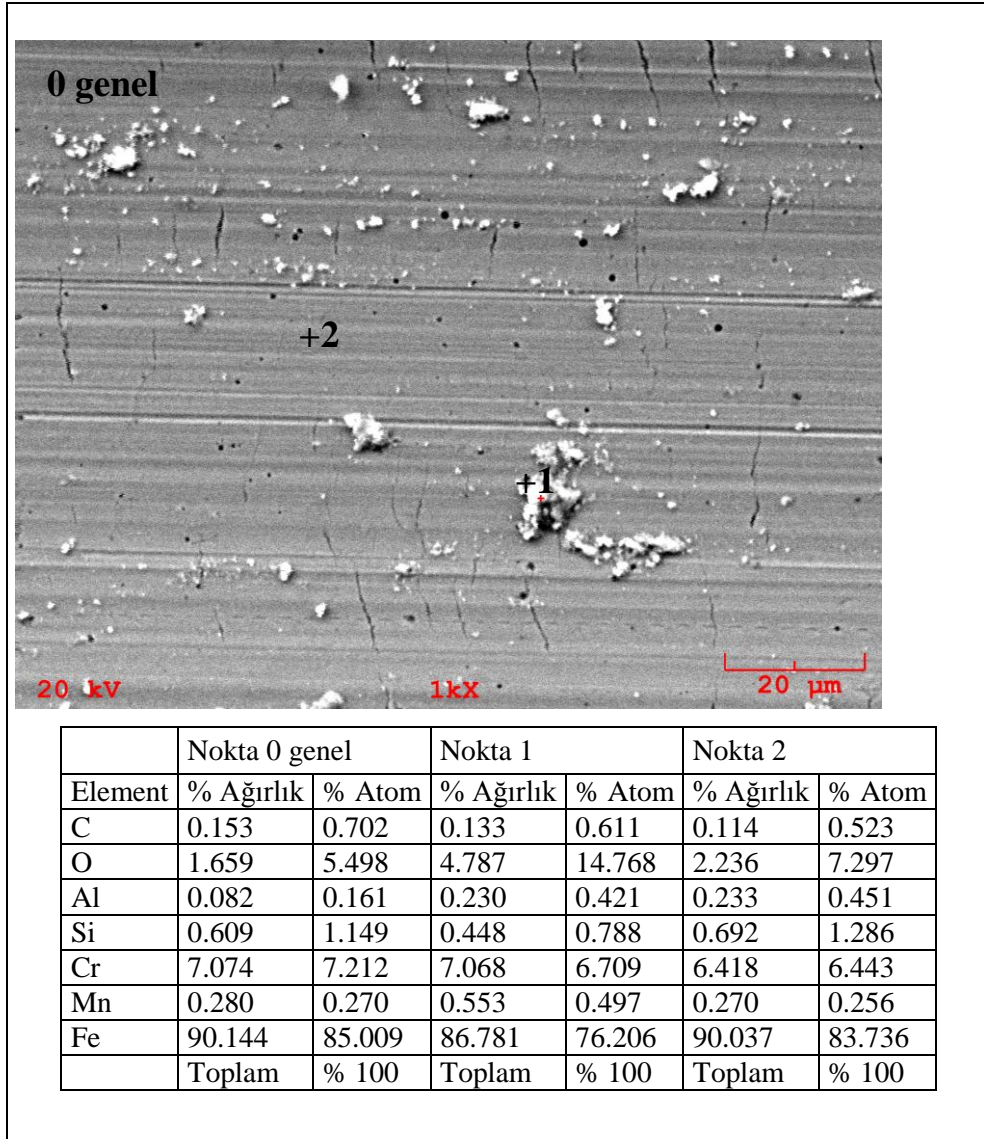 0 genel
+2
+1
20 kV 1kX 20 µm
Nokta 0 genel Nokta 1 Nokta 2
Element % Ağırlık % Atom % Ağırlık % Atom % Ağırlık % Atom
C 0.153 0.702 0.133 0.611 0.114 0.523
O 1.659 5.498 4.787 14.768 2.236 7.297
Al 0.082 0.161 0.230 0.421 0.233 0.451
Si 0.609 1.149 0.448 0.788 0.692 1.286
Cr 7.074 7.212 7.068 6.709 6.418 6.443
Mn 0.280 0.270 0.553 0.497 0.270 0.256
Fe 90.144 85.009 86.781 76.206 90.037 83.736
Toplam % 100 Toplam % 100 Toplam % 100